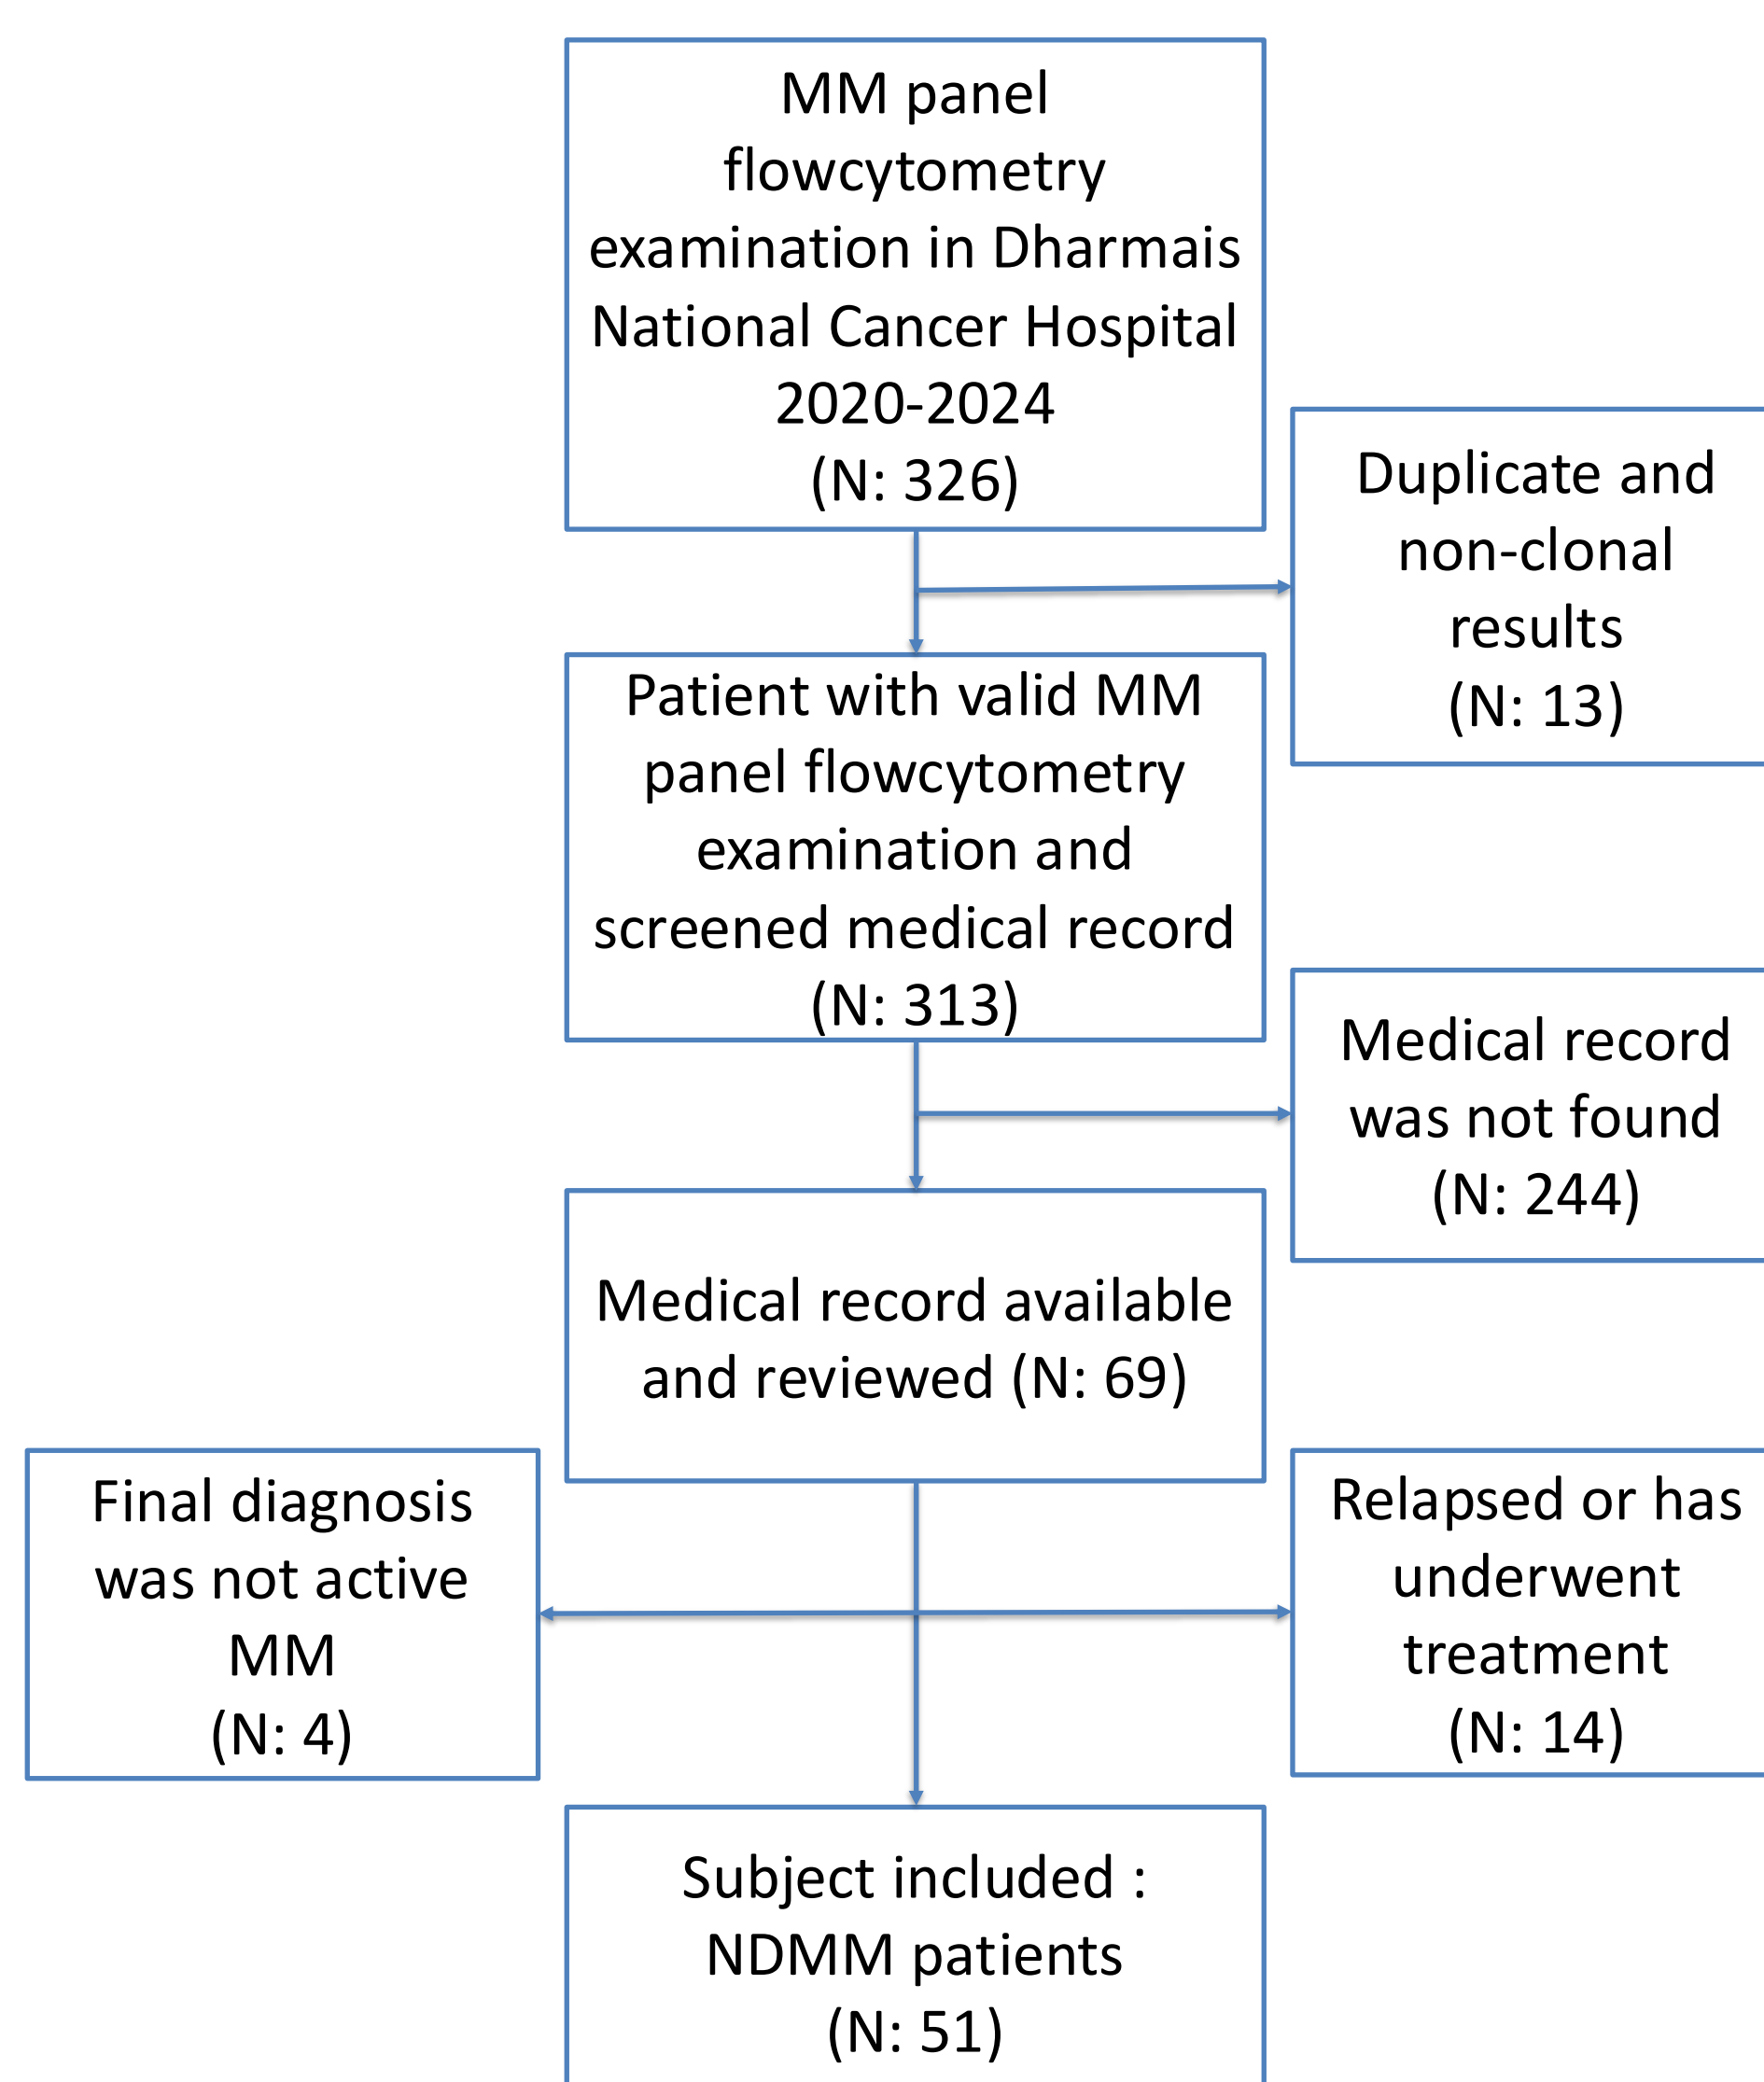 MM panel
flowcytometry
examination in Dharmais
National Cancer Hospital
2020-2024
(N: 326)
Duplicate and
non-clonal
results
(N: 13)
Patient with valid MM
panel flowcytometry
examination and
screened medical record
(N: 313)
Medical record
was not found
(N: 244)
Medical record available
and reviewed (N: 69)
Final diagnosis
was not active
MM
(N: 4)
Relapsed or has
underwent
treatment
(N: 14)
Subject included :
NDMM patients
(N: 51)